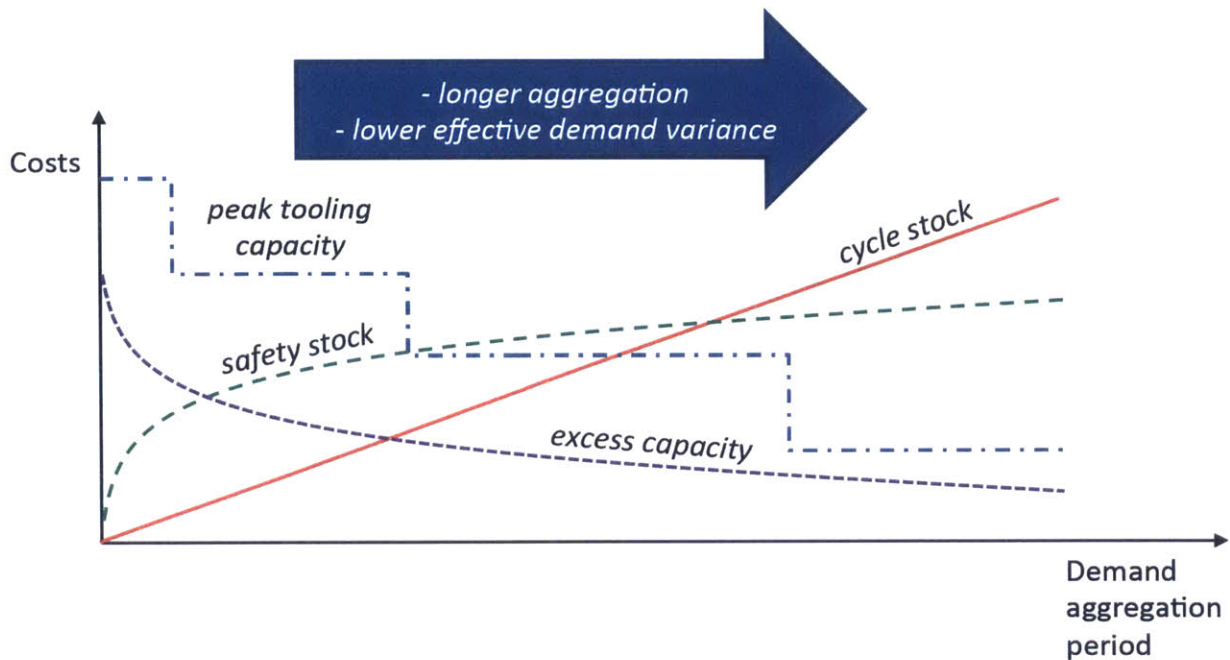 - longer aggregation
- lower effective demand variance
Costs
peak tooling
capacity
cycle stock
safety stock
excess capacity
Demand
aggregation
period